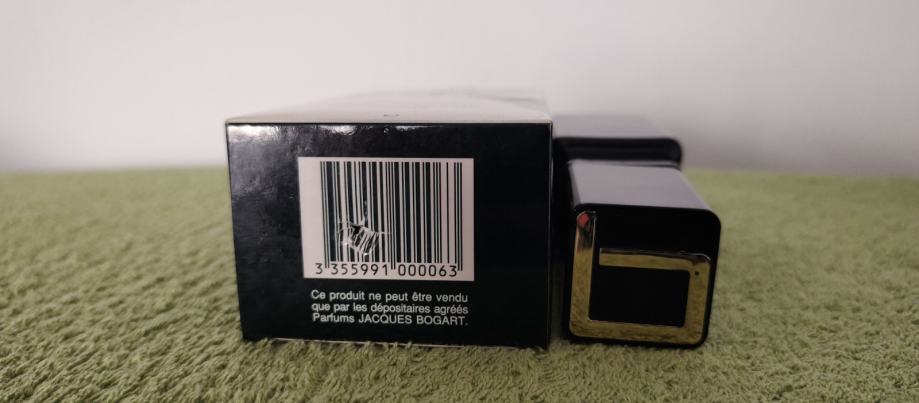 3 355991 000063
Ce produit ne peut être vendu
que par les dépositaires agréés
Parfums JACQUES BOGART.